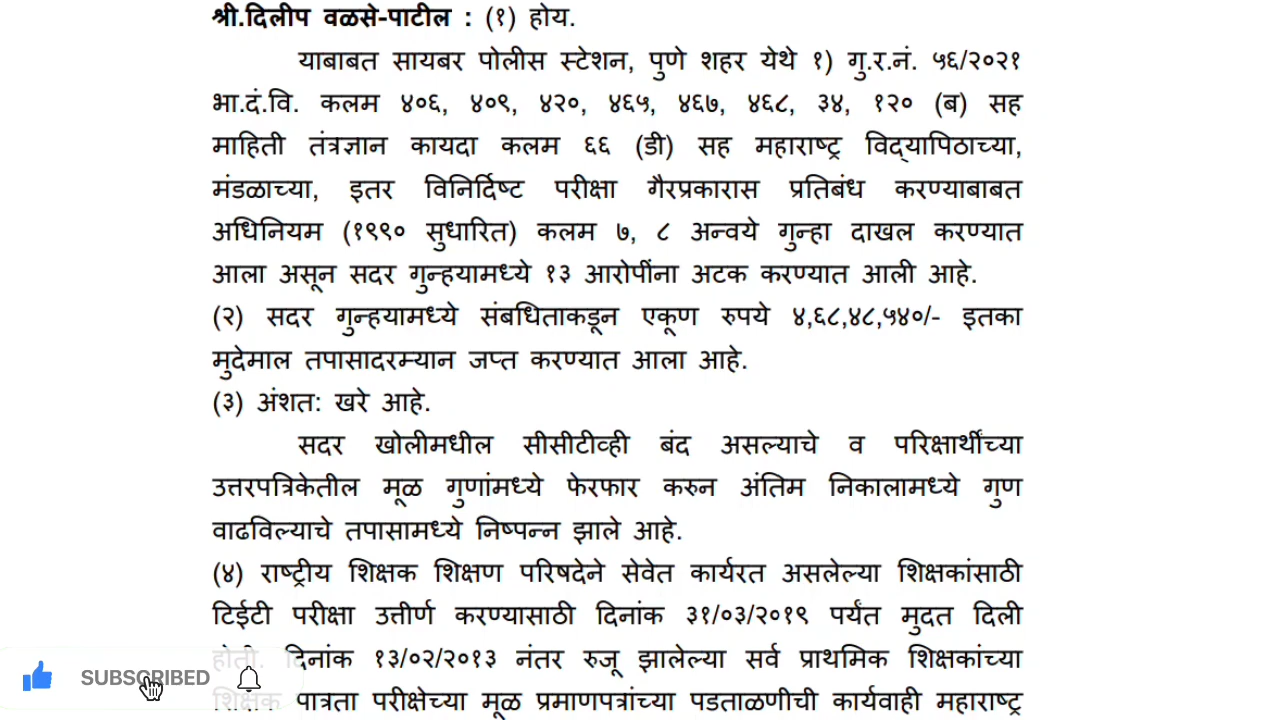 श्री.दिलीप वळसे-पाटील : (१) होय.
याबाबत सायबर पोलीस स्टेशन, पुणे शहर येथे १) गु.र.नं. ५६/२०२१
भा.दं.वि. कलम ४०६, ४०९, ४२०, ४६५, ४६७, ४६८, ३४, १२० (ब) सह
माहिती तंत्रज्ञान कायदा कलम ६६ (डी) सह महाराष्ट्र विद्यापिठाच्या,
मंडळाच्या, इतर विनिर्दिष्ट परीक्षा गैरप्रकारास प्रतिबंध करण्याबाबत
अधिनियम (१९९० सुधारित) कलम ७, ८ अन्वये गुन्हा दाखल करण्यात
आला असून सदर गुन्हयामध्ये १३ आरोपींना अटक करण्यात आली आहे.
(२) सदर गुन्हयामध्ये संबधिताकडून एकूण रुपये ४,६८,४८,५४०/- इतका
मुदेमाल तपासादरम्यान जप्त करण्यात आला आहे.
(३) अंशत: खरे आहे.
सदर खोलीमधील सीसीटीव्ही बंद असल्याचे व परिक्षार्थींच्या
उत्तरपत्रिकेतील मूळ गुणांमध्ये फेरफार करुन अंतिम निकालामध्ये गुण
वाढविल्याचे तपासामध्ये निष्पन्न झाले आहे.
(४) राष्ट्रीय शिक्षक शिक्षण परिषदेने सेवेत कार्यरत असलेल्या शिक्षकांसाठी
टिईटी परीक्षा उत्तीर्ण करण्यासाठी दिनांक ३१/०३/२०१९ पर्यंत मुदत दिली
होती. दिनांक १३/०२/२०१३ नंतर रुजू झालेल्या सर्व प्राथमिक शिक्षकांच्या
SUBSCRIBED
शिक्षक पात्रता परीक्षेच्या मूळ प्रमाणपत्रांच्या पडताळणीची कार्यवाही महाराष्ट्र